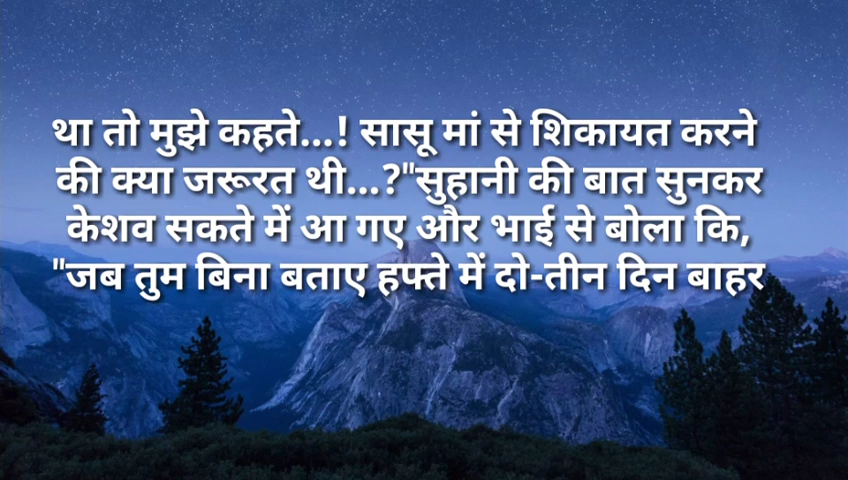 था तो मुझे कहते...! सासू मां से शिकायत करने
की क्या जरूरत थी...?"सुहानी की बात सुनकर
केशव सकते में आ गए और भाई से बोला कि,
"जब तुम बिना बताए हफ्ते में दो-तीन दिन बाहर